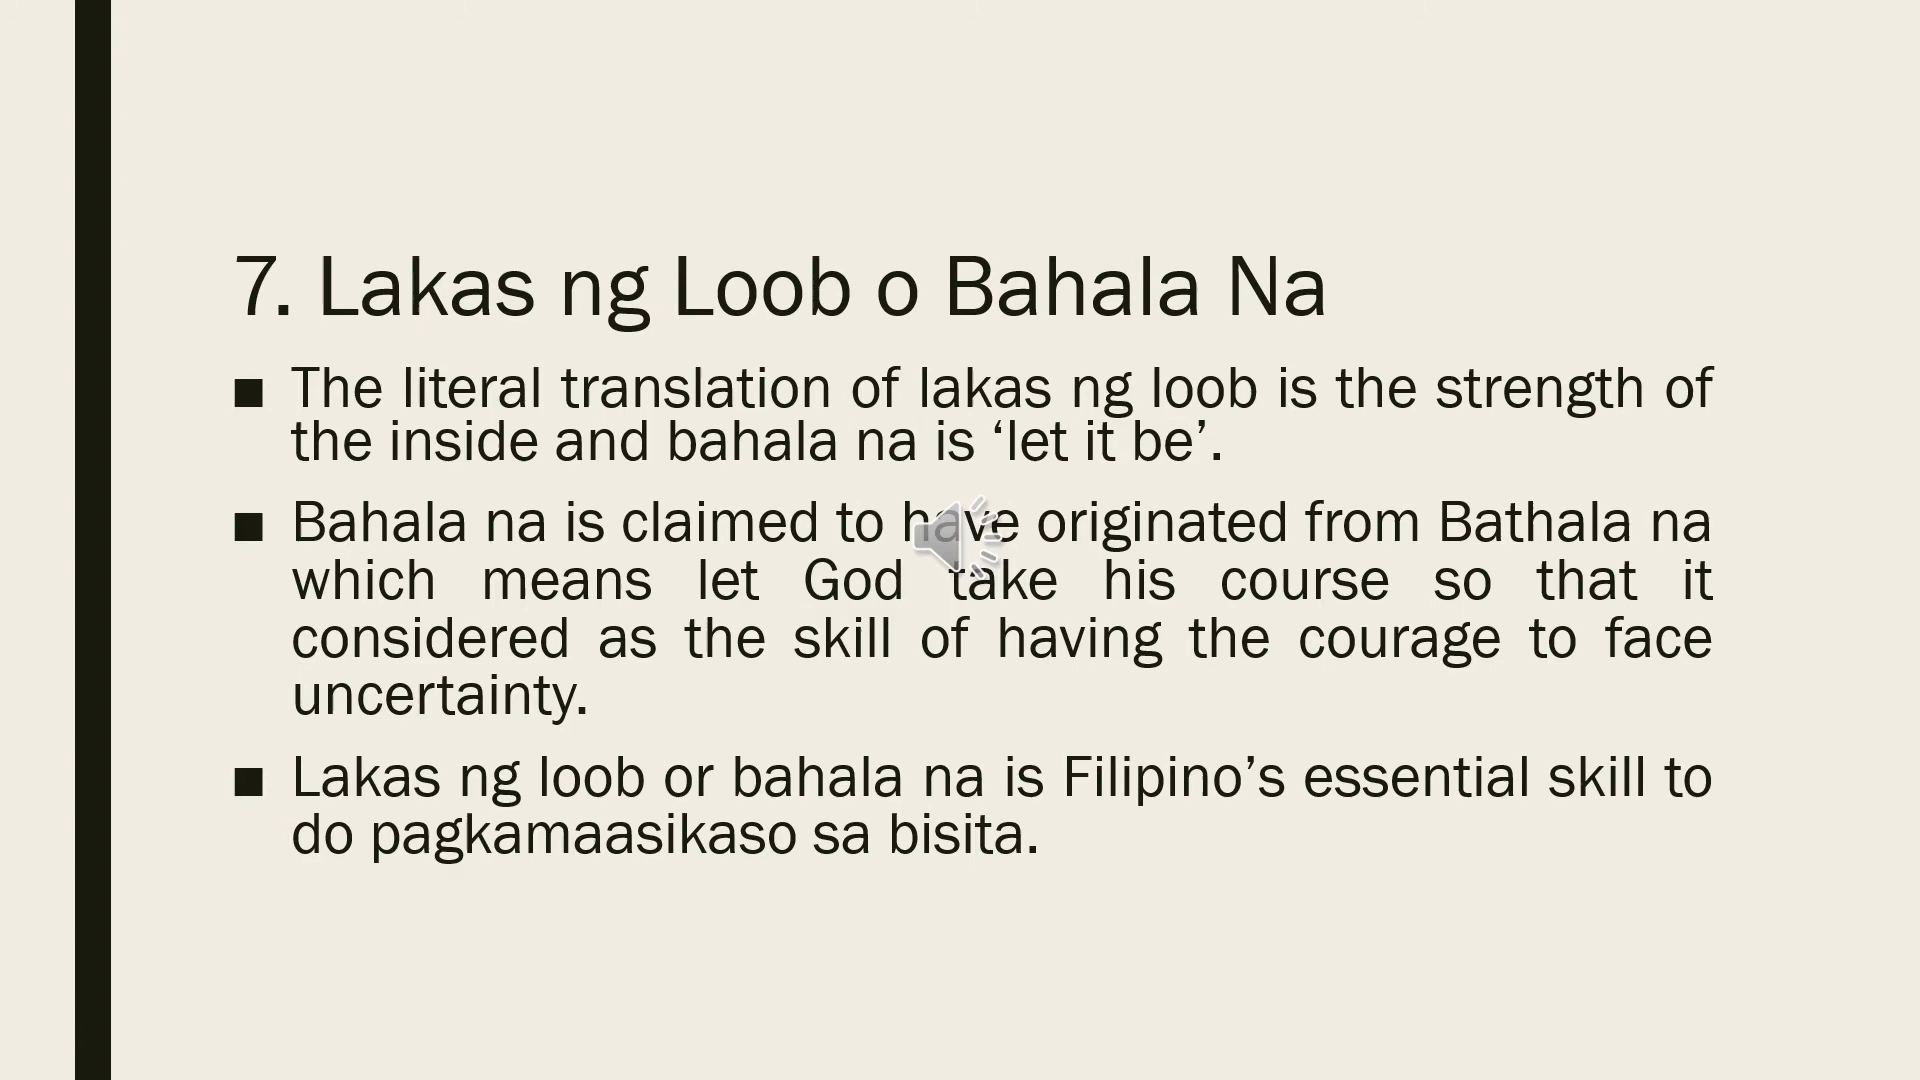 7. Lakas ng Loob o Bahala Na
■ The literal translation of lakas ng loob is the strength of
the inside and bahala na is ‘let it be’.
■ Bahala na is claimed to have originated from Bathala na
which means let God take his course so that it
considered as the skill of having the courage to face
uncertainty.
■ Lakas ng loob or bahala na is Filipino’s essential skill to
do pagkamaasikaso sa bisita.